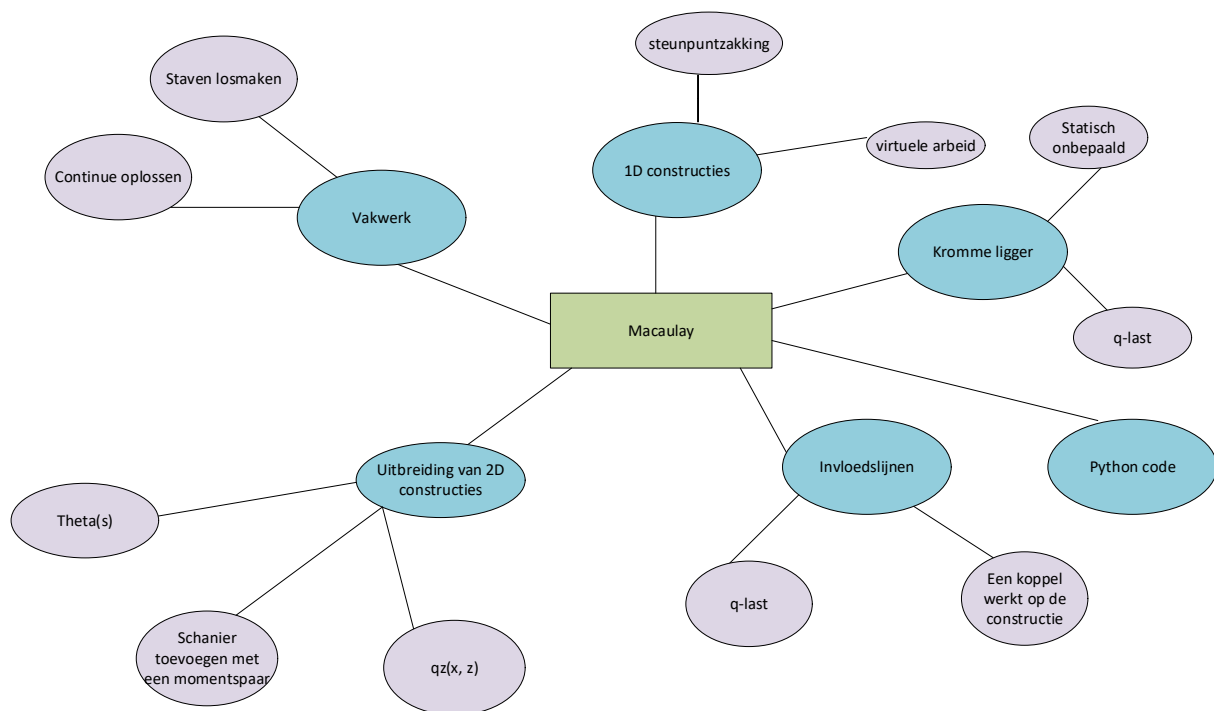 steunpuntzakking
Staven losmaken
Statisch
onbepaald
virtuele arbeid
1D constructies
Continue oplossen
Vakwerk
Kromme ligger
Macaulay
q-last
Uitbreiding van 2D
constructies
Invloedslijnen
Python code
Theta(s)
q-last
Een koppel
werkt op de
constructie
Schanier
toevoegen met
een momentspaar
qz(x, z)